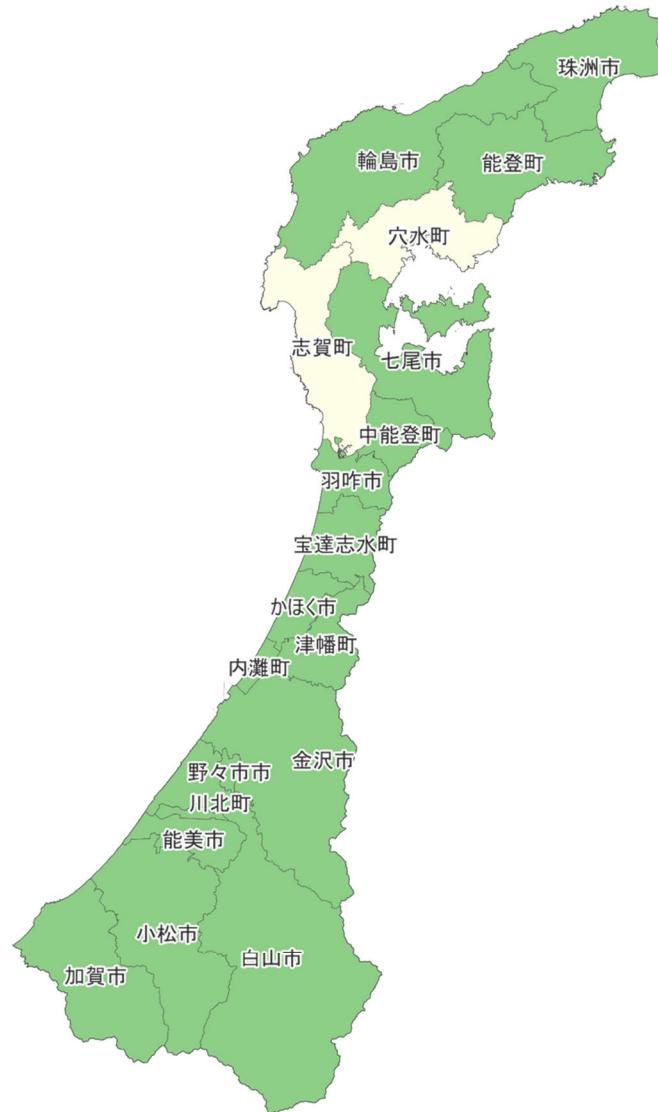 珠洲市
輪島市
能登町
穴水町
志賀町
七尾市
中能登町
羽咋市
宝達志水町
かほく市
津幡町
内灘町
金沢市
野々市市
川北町
能美市
小松市
白山市
加賀市